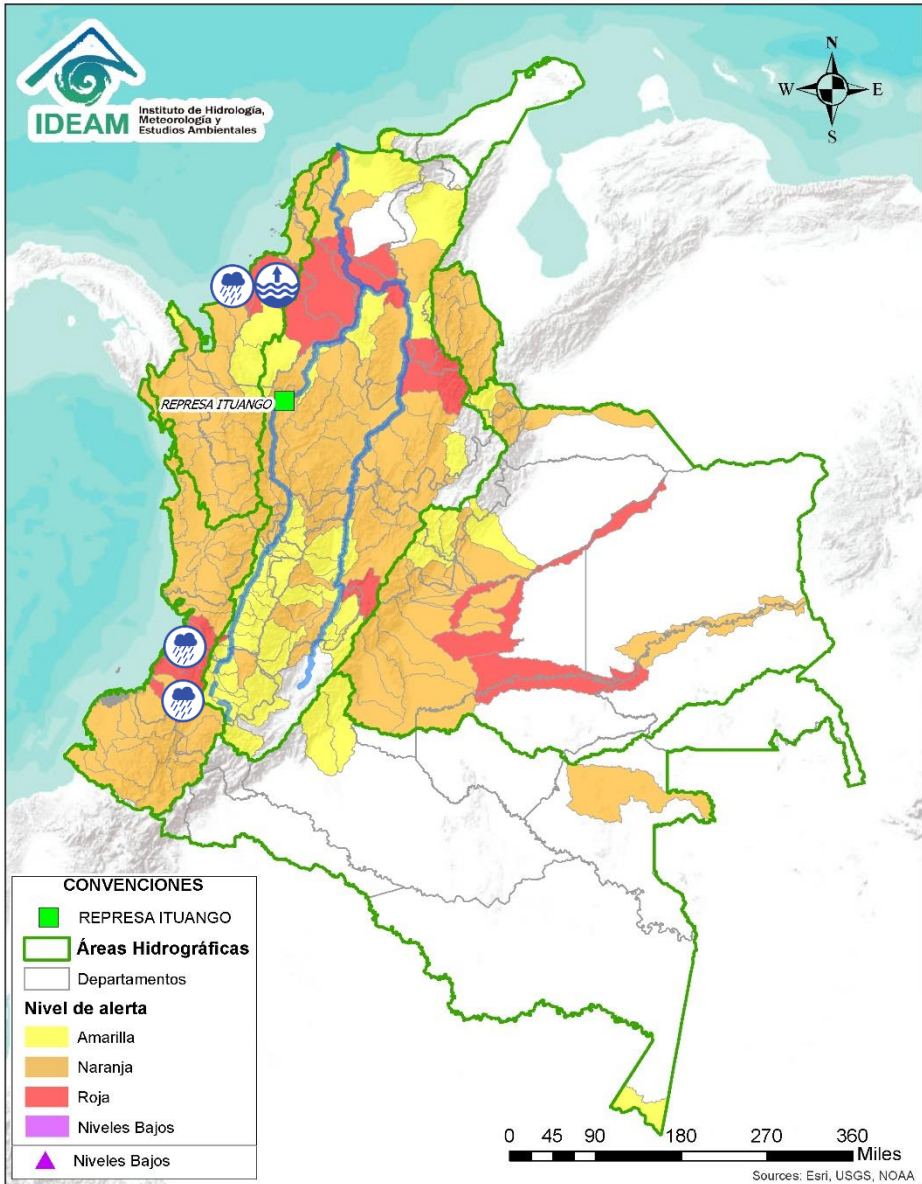 IDEAM
Instituto de Hidrología,
Meteorología y
Estudios Ambientales
N
W
E
S
REPRESA ITUANGO
CONVENCIONES
REPRESA ITUANGO
Áreas Hidrográficas
Departamentos
Nivel de alerta
Amarilla
Naranja
Roja
Niveles Bajos
Niveles Bajos
0 45 90 180 270 360
Miles
Sources: Esri, USGS, NOAA